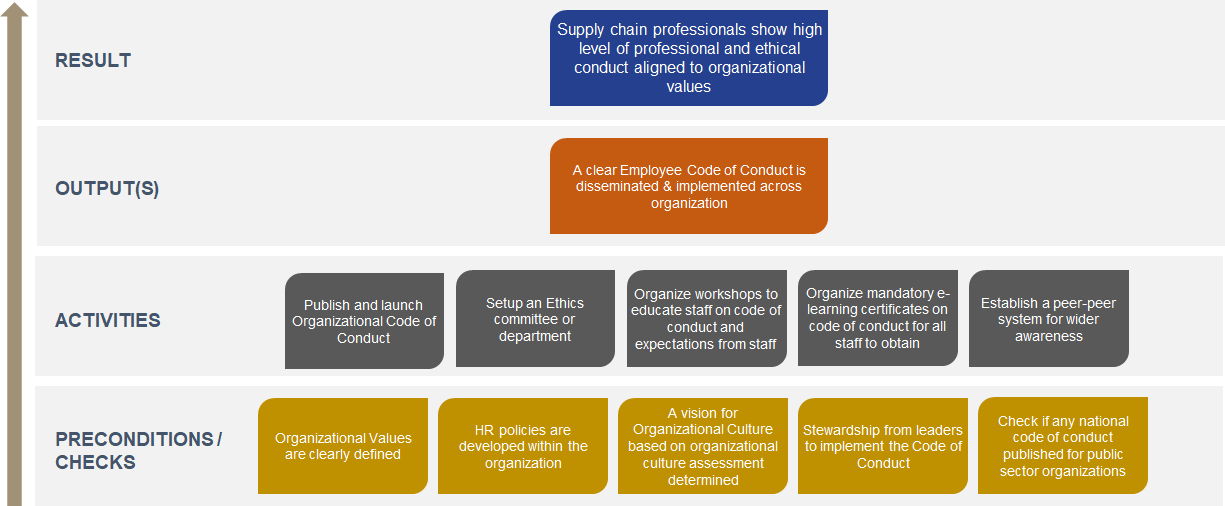 RESULT
Supply chain professionals show high
level of professional and ethical
conduct aligned to organizational
values
OUTPUT(S)
A clear Employee Code of Conduct is
disseminated & implemented across
organization
ACTIVITIES
Publish and launch
Organizational Code of
Conduct
Setup an Ethics
committee or
department
Organize workshops to
educate staff on code of
conduct and
expectations from staff
Organize mandatory e-
learning certificates on
code of conduct for all
staff to obtain
Establish a peer-peer
system for wider
awareness
PRECONDITIONS /
CHECKS
Organizational Values
are clearly defined
HR policies are
developed within the
organization
A vision for
Organizational Culture
based on organizational
culture assessment
determined
Stewardship from leaders
to implement the Code of
Conduct
Check if any national
code of conduct
published for public
sector organizations